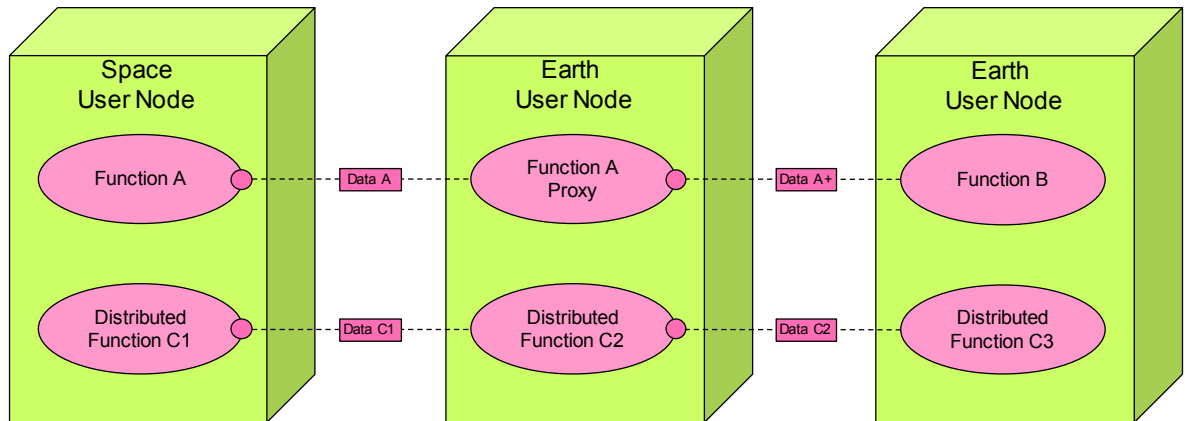 Space
User Node
Earth
User Node
Earth
User Node
Function A
Data A
Function A
Proxy
Data A+
Function B
Distributed
Function C1
Data C1
Distributed
Function C2
Data C2
Distributed
Function C3